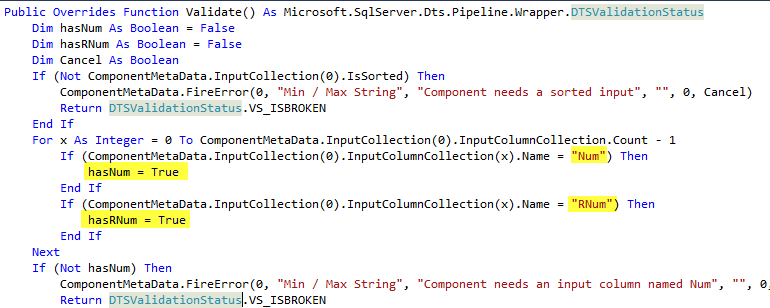 Public Overrides Function Validate() As Microsoft.SqlServer.Dts.Pipeline.Wrapper.DTSValidationStatus
Dim hasNum As Boolean = False
Dim hasRNum As Boolean = False
Dim Cancel As Boolean
If (Not ComponentMetaData.InputCollection(0).IsSorted) Then
ComponentMetaData.FireError(0, "Min / Max String", "Component needs a sorted input", "", 0, Cancel)
Return DTSValidationStatus.VS_ISBROKEN
End If
For x As Integer = 0 To ComponentMetaData.InputCollection(0).InputColumnCollection.Count - 1
If (ComponentMetaData.InputCollection(0).InputColumnCollection(x).Name = "Num") Then
hasNum = True
End If
If (ComponentMetaData.InputCollection(0).InputColumnCollection(x).Name = "RNum") Then
hasRNum = True
End If
Next
If (Not hasNum) Then
ComponentMetaData.FireError(0, "Min / Max String", "Component needs an input column named Num", "", 0,
Return DTSValidationStatus.VS_ISBROKEN